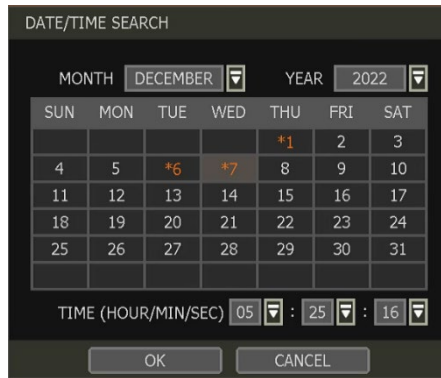 DATE/TIME SEARCH
MONTH DECEMBER YEAR 2022
SUN MON TUE WED THU FRI SAT
*1 2 3
4 5 *6 *7 8 9 10
11 12 13 14 15 16 17
18 19 20 21 22 23 24
25 26 27 28 29 30 31
TIME (HOUR/MIN/SEC) 05 : 25 : 16
OK CANCEL